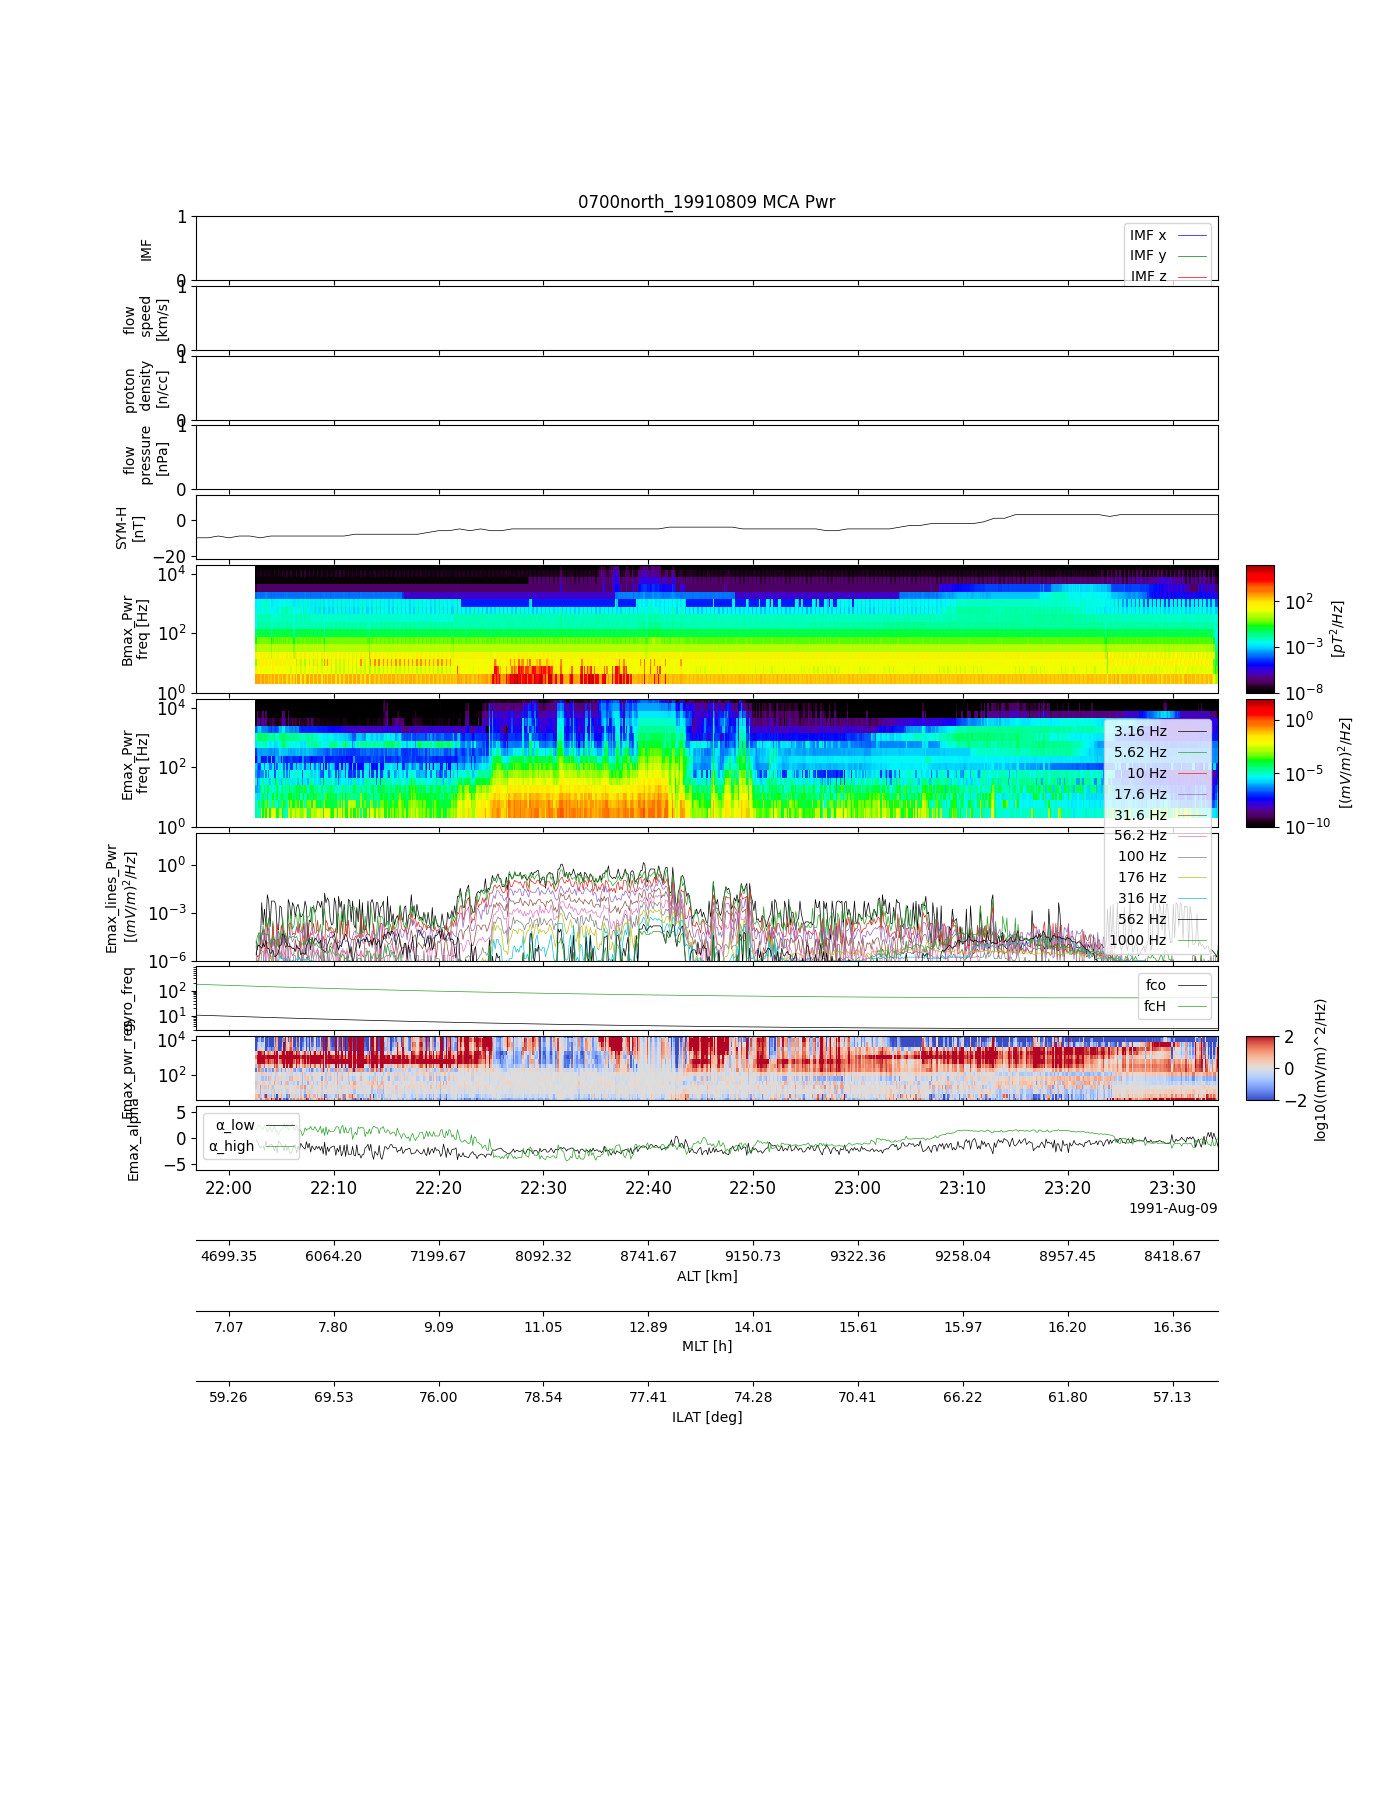 0700north_19910809 MCA Pwr
1
0
IMF
IMF x
IMF y
IMF z
1
0
flow
speed
[km/s]
1
0
proton
density
[n/cc]
1
0
flow
pressure
[nPa]
0
−20
SYM-H
[nT]
10^4
10^2
10^0
Bmax_Pwr
freq [Hz]
10^2
10^−3
10^−8
[pT^2/Hz]
10^4
10^2
10^0
Emax_Pwr
freq [Hz]
10^0
10^−5
10^−10
[(mV/m)^2/Hz]
3.16 Hz
5.62 Hz
10 Hz
17.6 Hz
31.6 Hz
56.2 Hz
100 Hz
176 Hz
316 Hz
562 Hz
1000 Hz
10^0
10^−3
10^−6
Emax_lines_Pwr
[(mV/m)^2/Hz]
10^2
10^1
gyro_freq
fco
fcH
10^4
10^2
Emax_pwr_reg
2
0
−2
log10((mV/m)^2/Hz)
5
0
−5
Emax_alpha
α_low
α_high
22:00 22:10 22:20 22:30 22:40 22:50 23:00 23:10 23:20 23:30
1991-Aug-09
4699.35 6064.20 7199.67 8092.32 8741.67 9150.73 9322.36 9258.04 8957.45 8418.67
ALT [km]
7.07 7.80 9.09 11.05 12.89 14.01 15.61 15.97 16.20 16.36
MLT [h]
59.26 69.53 76.00 78.54 77.41 74.28 70.41 66.22 61.80 57.13
ILAT [deg]